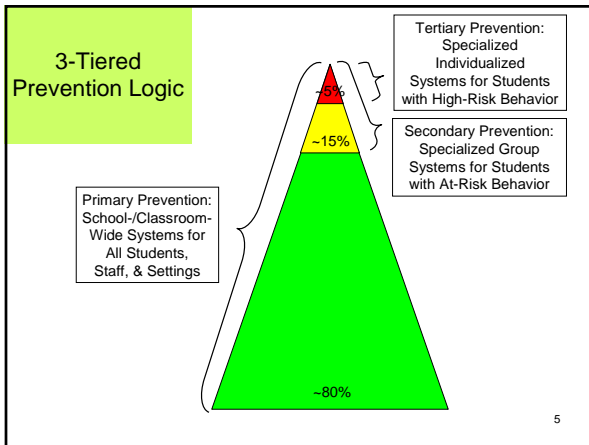 3-Tiered
Prevention Logic
Tertiary Prevention:
Specialized
Individualized
Systems for Students
with High-Risk Behavior
~5%
Secondary Prevention:
Specialized Group
Systems for Students
with At-Risk Behavior
~15%
Primary Prevention:
School-/Classroom-
Wide Systems for
All Students,
Staff, & Settings
~80%
5